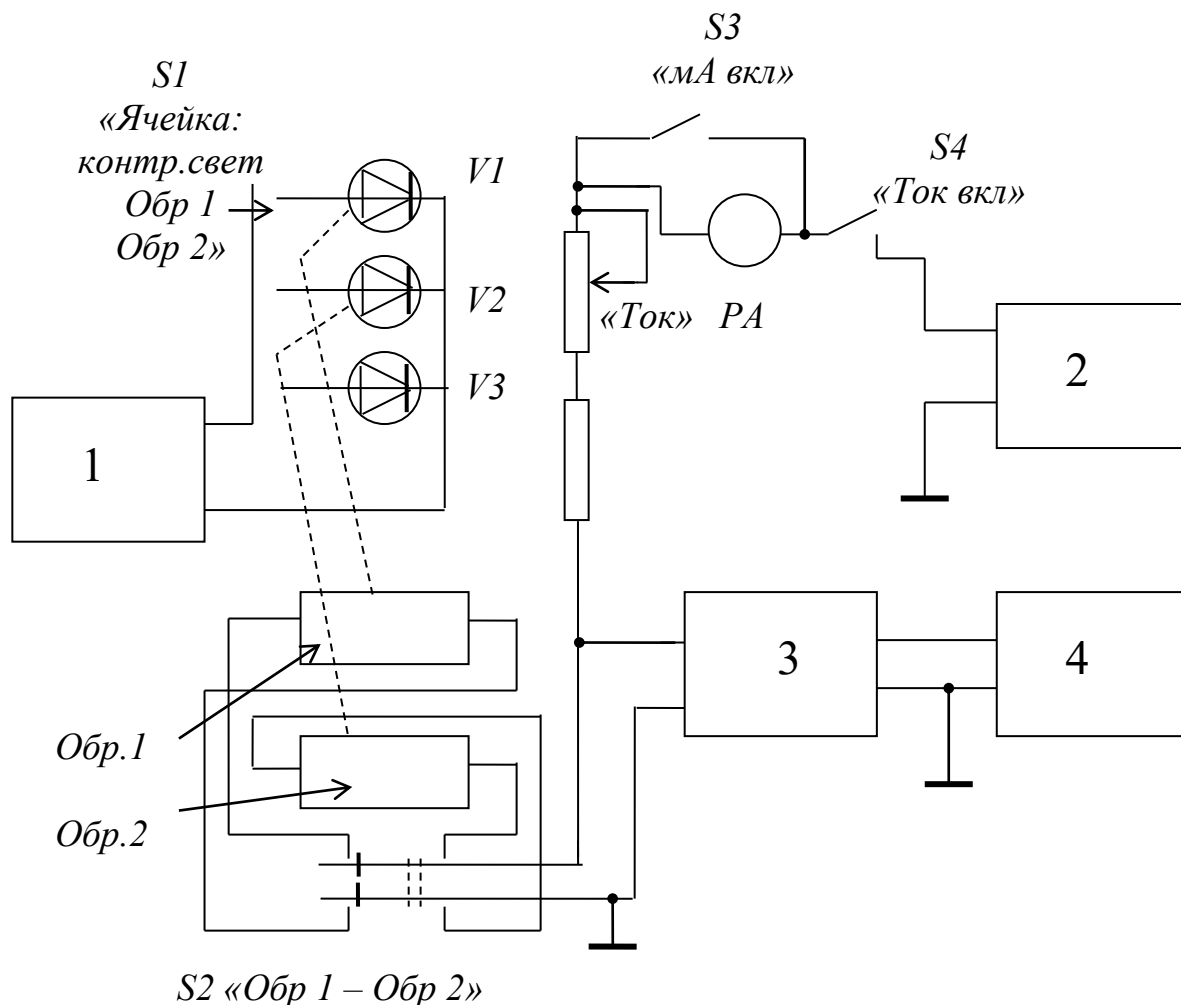 S3
«мА вкл»
S1
«Ячейка:
контр.свет
Обр 1
Обр 2»
V1
S4
«Ток вкл»
V2
«Ток» РА
V3
2
1
3
4
Обр.1
Обр.2
S2 «Обр 1 – Обр 2»